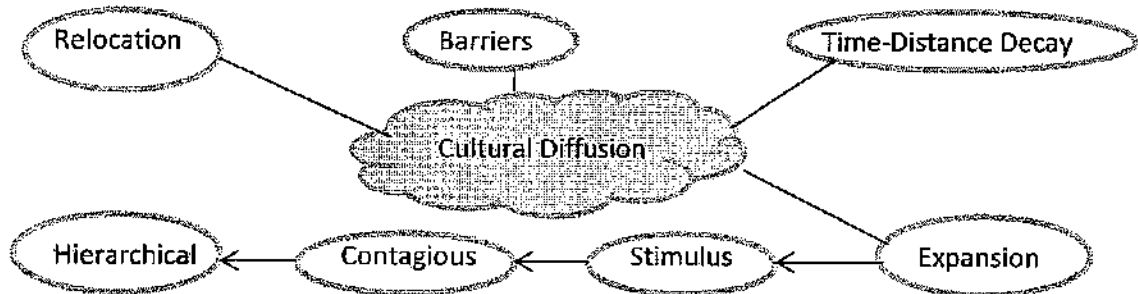 Relocation
Barriers
Time-Distance Decay
Cultural Diffusion
Hierarchical
Contagious
Stimulus
Expansion